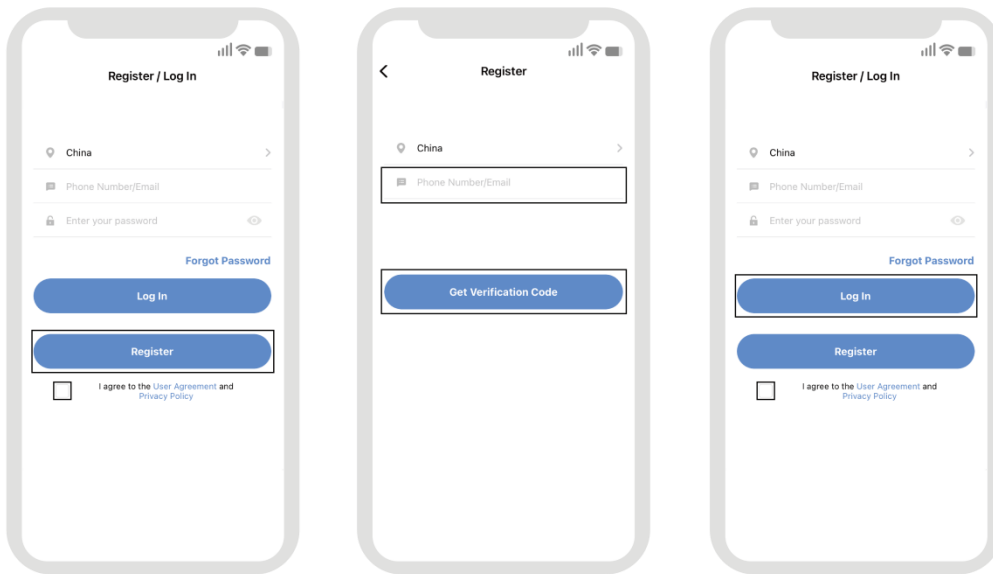 Register / Log In
China
Phone Number/Email
Enter your password
Forgot Password
Log In
Register
I agree to the User Agreement and
Privacy Policy
Register
China
Phone Number/Email
Get Verification Code
Register / Log In
China
Phone Number/Email
Enter your password
Forgot Password
Log In
Register
I agree to the User Agreement and
Privacy Policy